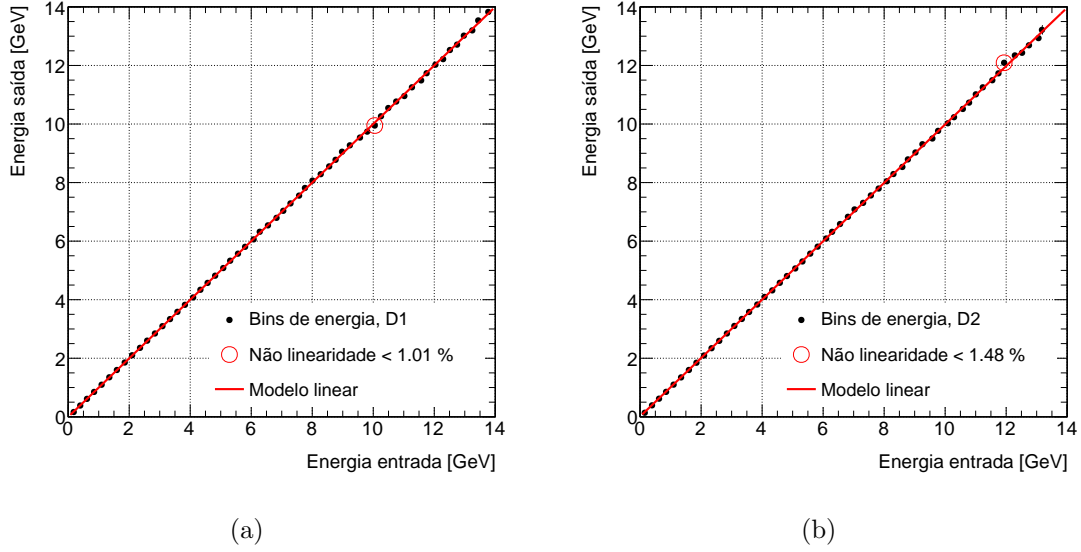 Energia saída [GeV]
14
12
10
8
6
4
2
0
Bins de energia, D1
Não linearidade < 1.01 %
Modelo linear
0 2 4 6 8 10 12 14
Energia entrada [GeV]
(a)
Energia saída [GeV]
14
12
10
8
6
4
2
0
Bins de energia, D2
Não linearidade < 1.48 %
Modelo linear
0 2 4 6 8 10 12 14
Energia entrada [GeV]
(b)